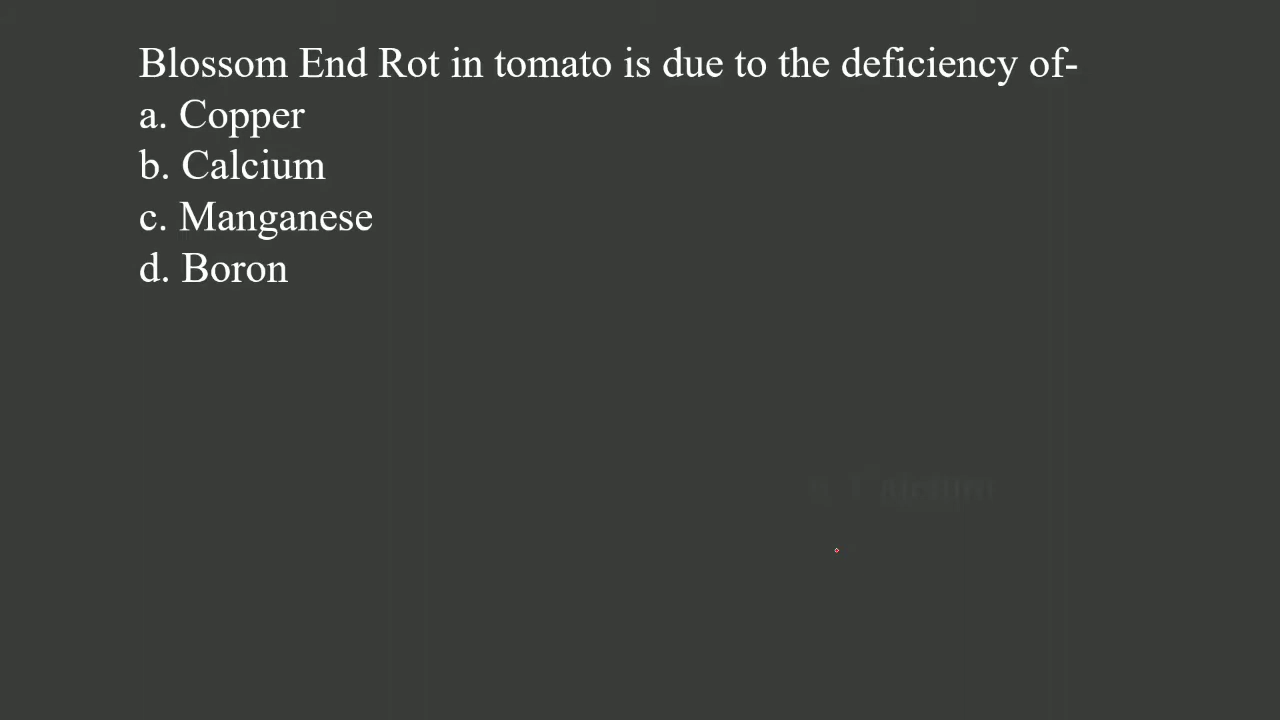 Blossom End Rot in tomato is due to the deficiency of-
a. Copper
b. Calcium
c. Manganese
d. Boron